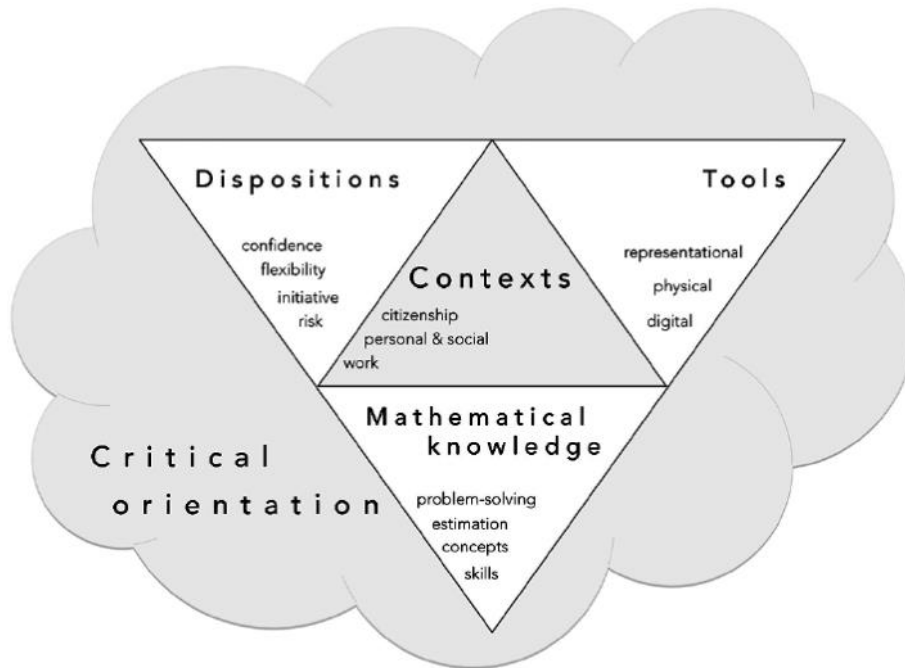 Dispositions
confidence
flexibility
initiative
risk
Tools
representational
physical
digital
Contexts
citizenship
personal & social
work
Mathematical
knowledge
problem-solving
estimation
concepts
skills
Critical
orientation